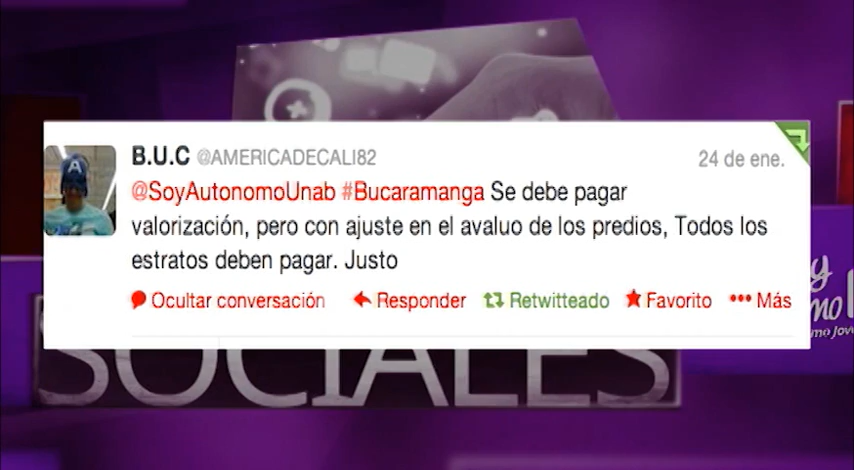 B.U.C @AMERICADECALI82
24 de ene.
@SoyAutonomoUnab #Bucaramanga Se debe pagar
valorización, pero con ajuste en el avaluo de los predios, Todos los
estratos deben pagar. Justo
Ocultar conversación Responder Retwitteado Favorito Más
SOCIALES